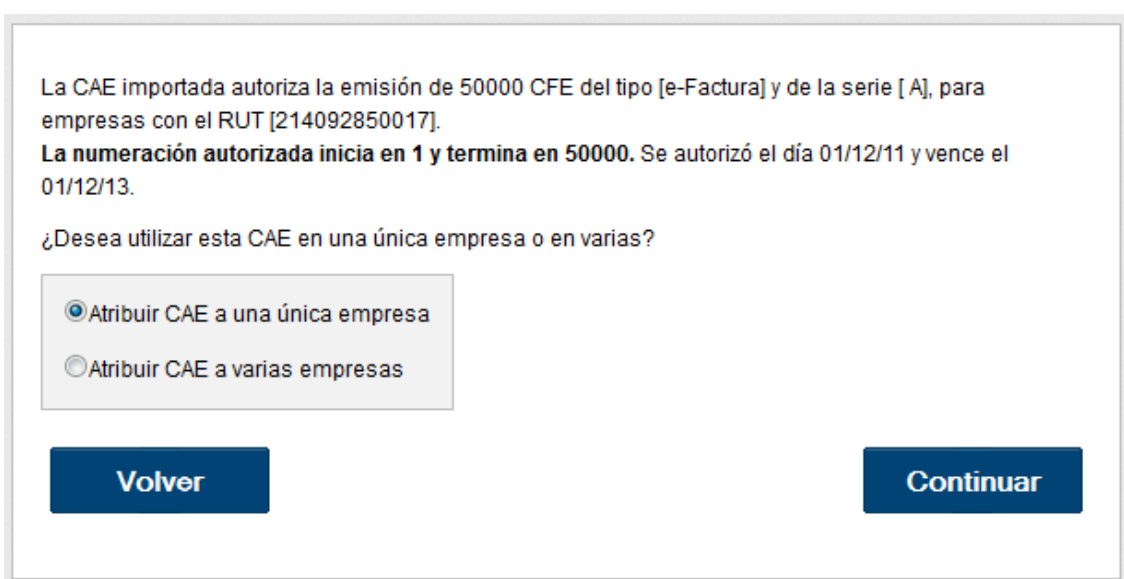 La CAE importada autoriza la emisión de 50000 CFE del tipo [e-Factura] y de la serie [ A], para
empresas con el RUT [214092850017].
La numeración autorizada inicia en 1 y termina en 50000. Se autorizó el día 01/12/11 y vence el
01/12/13.
¿Desea utilizar esta CAE en una única empresa o en varias?
Atribuir CAE a una única empresa
Atribuir CAE a varias empresas
Volver
Continuar